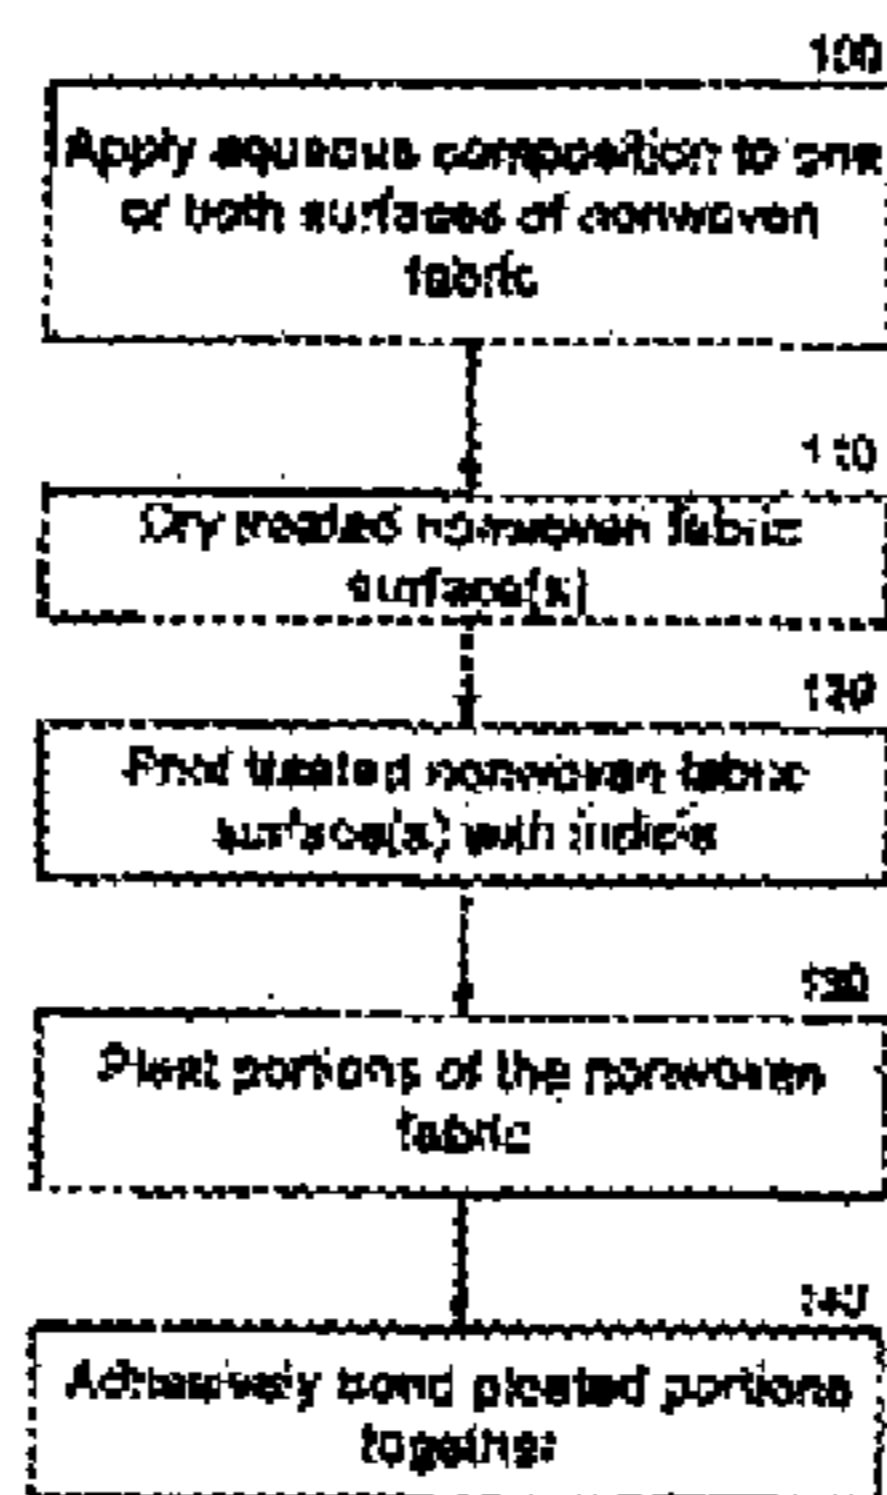 100
Apply aqueous composition to one
or both surfaces of nonwoven
fabric
110
Dry treated nonwoven fabric
surface(s)
120
Print treated nonwoven fabric
surface(s) with indicia
130
Pleat portions of the nonwoven
fabric
140
Adhesively bond pleated portions
together